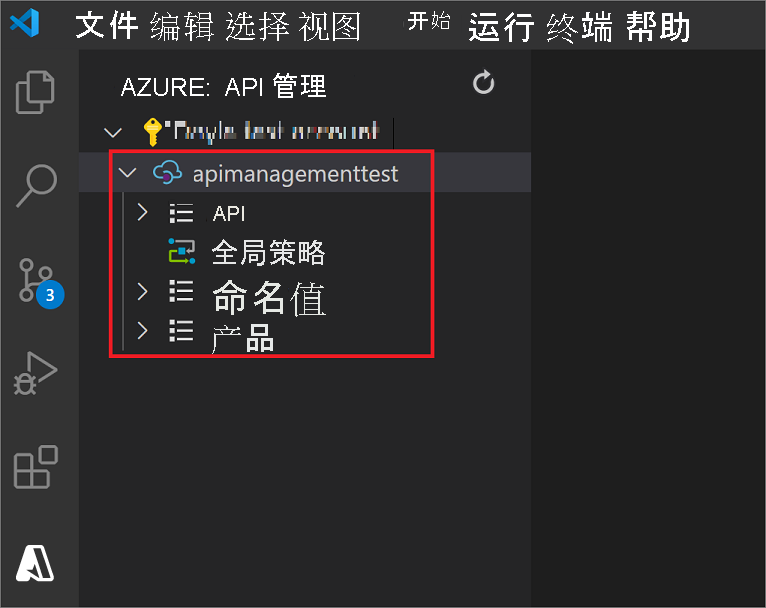 文件 编辑 选择 视图 开始 运行 终端 帮助
AZURE: API 管理
apimanagementtest
API
全局策略
命名值
3
产品